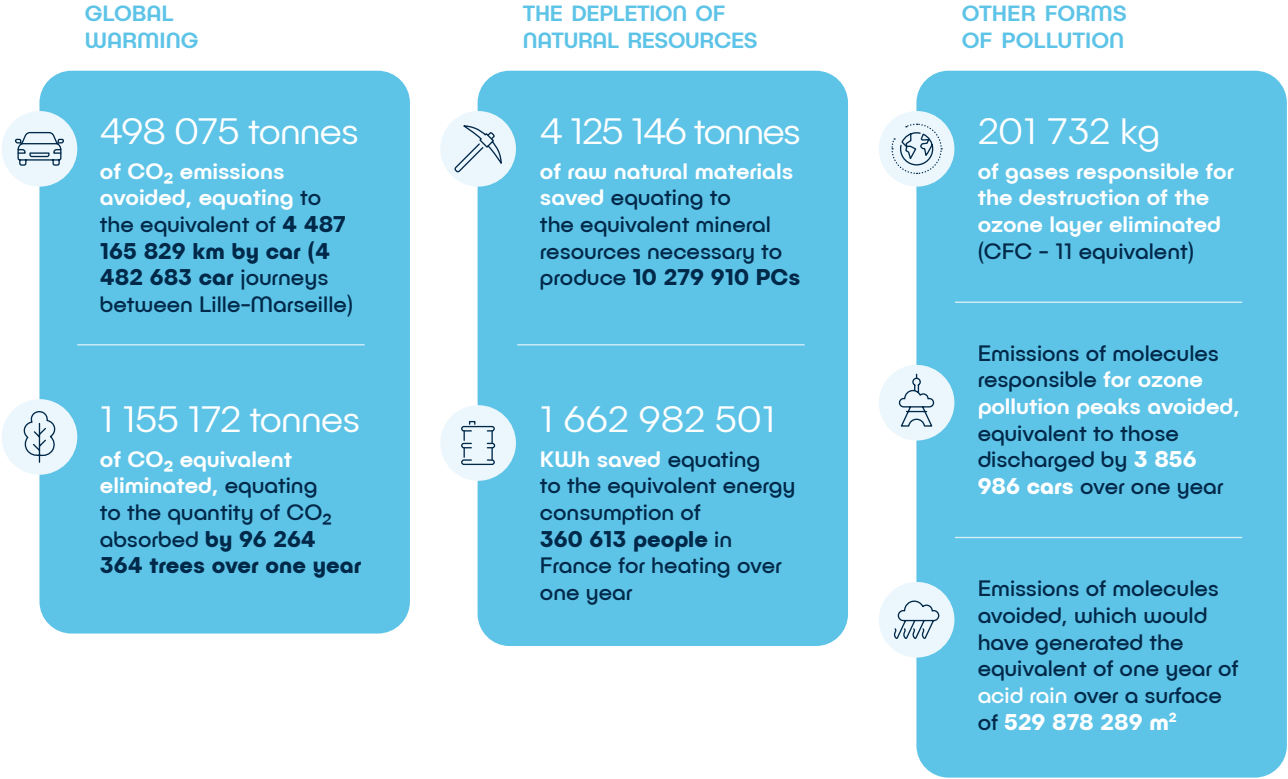 GLOBAL
WARMING
498 075 tonnes
of CO₂ emissions
avoided, equating to
the equivalent of 4 487
165 829 km by car (4
482 683 car journeys
between Lille-Marseille)
1 155 172 tonnes
of CO₂ equivalent
eliminated, equating
to the quantity of CO₂
absorbed by 96 264
364 trees over one year
THE DEPLETION OF
NATURAL RESOURCES
4 125 146 tonnes
of raw natural materials
saved equating to
the equivalent mineral
resources necessary to
produce 10 279 910 PCs
1 662 982 501
KWh saved equating
to the equivalent energy
consumption of
360 613 people in
France for heating over
one year
OTHER FORMS
OF POLLUTION
201 732 kg
of gases responsible for
the destruction of the
ozone layer eliminated
(CFC - 11 equivalent)
Emissions of molecules
responsible for ozone
pollution peaks avoided,
equivalent to those
discharged by 3 856
986 cars over one year
Emissions of molecules
avoided, which would
have generated the
equivalent of one year of
acid rain over a surface
of 529 878 289 m²